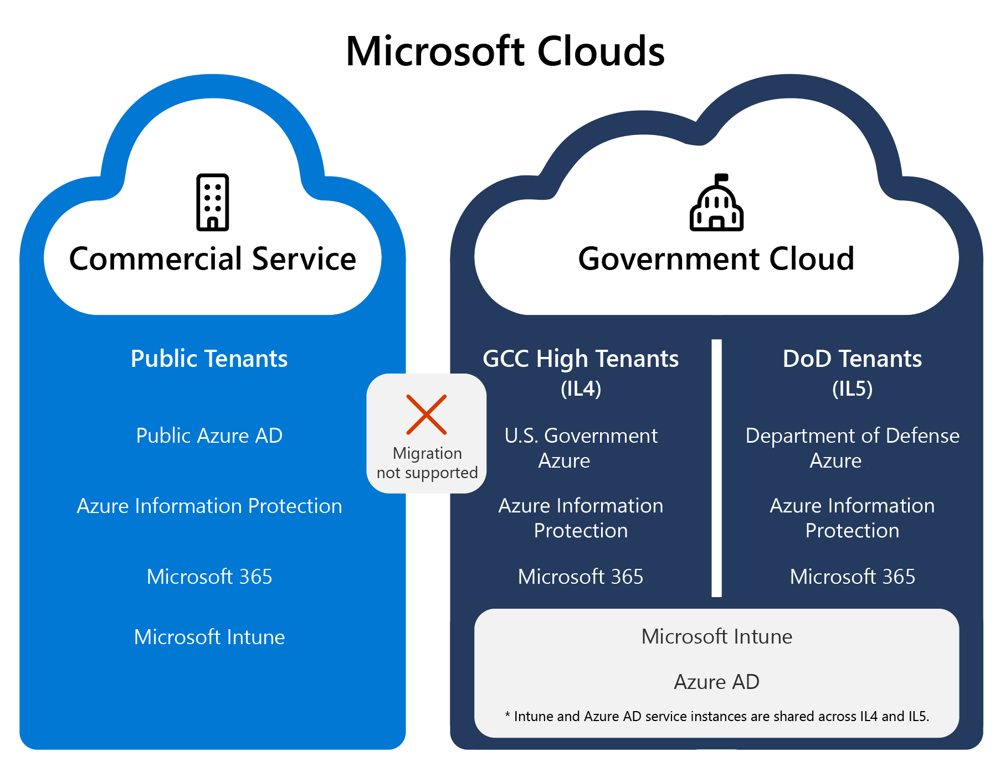 Microsoft Clouds
Commercial Service
Public Tenants
Public Azure AD
Azure Information Protection
Microsoft 365
Microsoft Intune
Migration
not supported
Government Cloud
GCC High Tenants
(IL4)
U.S. Government
Azure
Azure Information
Protection
Microsoft 365
DoD Tenants
(IL5)
Department of Defense
Azure
Azure Information
Protection
Microsoft 365
Microsoft Intune
Azure AD
* Intune and Azure AD service instances are shared across IL4 and IL5.